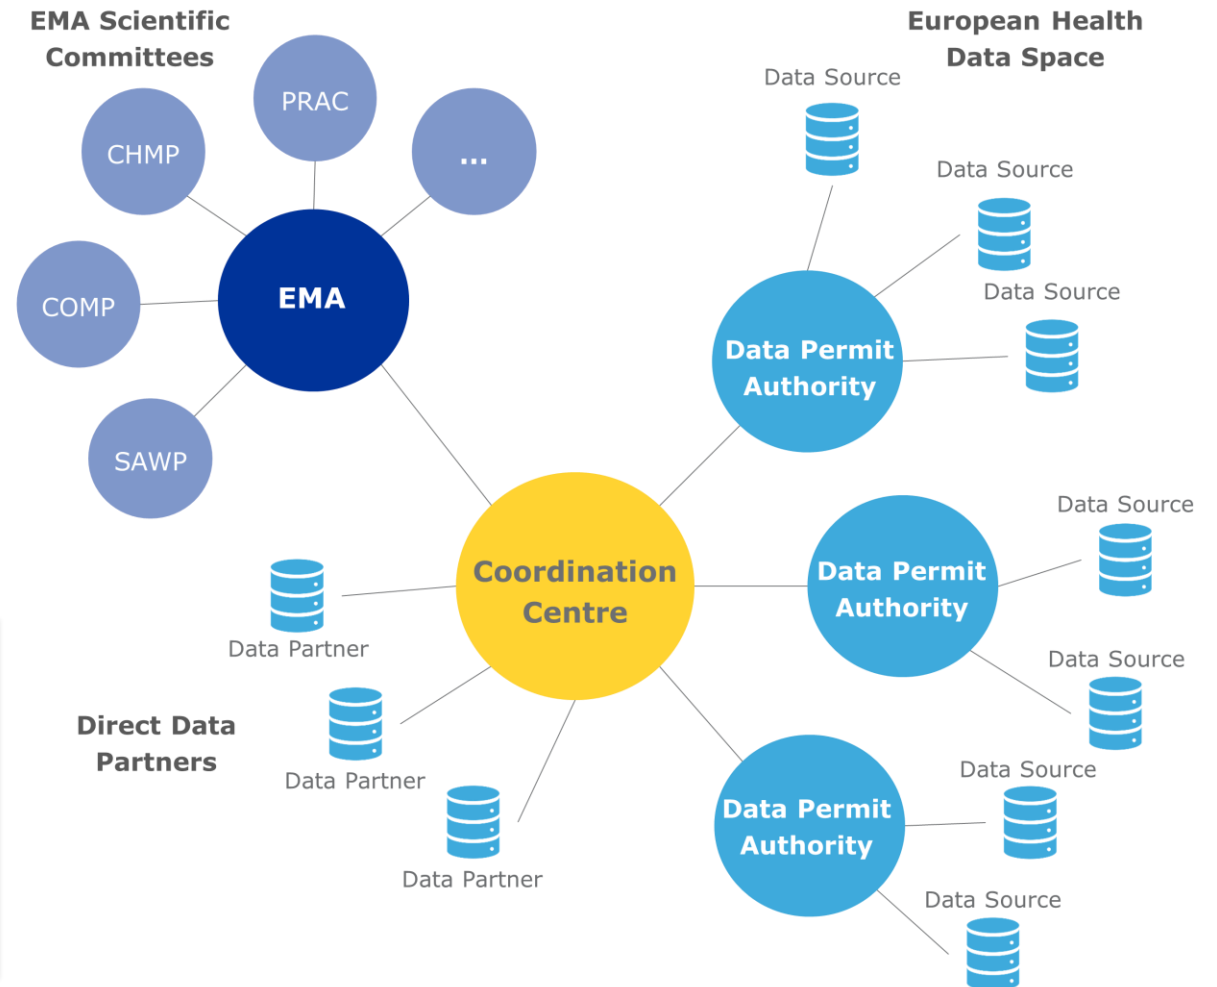 EMA Scientific
Committees
PRAC
CHMP
...
COMP
EMA
SAWP
European Health
Data Space
Data Source
Data Source
Data Source
Data Permit
Authority
Coordination
Centre
Data Permit
Authority
Data Source
Data Source
Data Permit
Authority
Data Source
Data Source
Direct Data
Partners
Data Partner
Data Partner
Data Partner